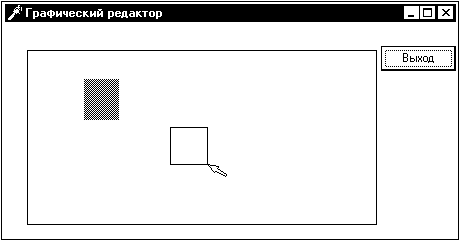 Графический редактор
Выход